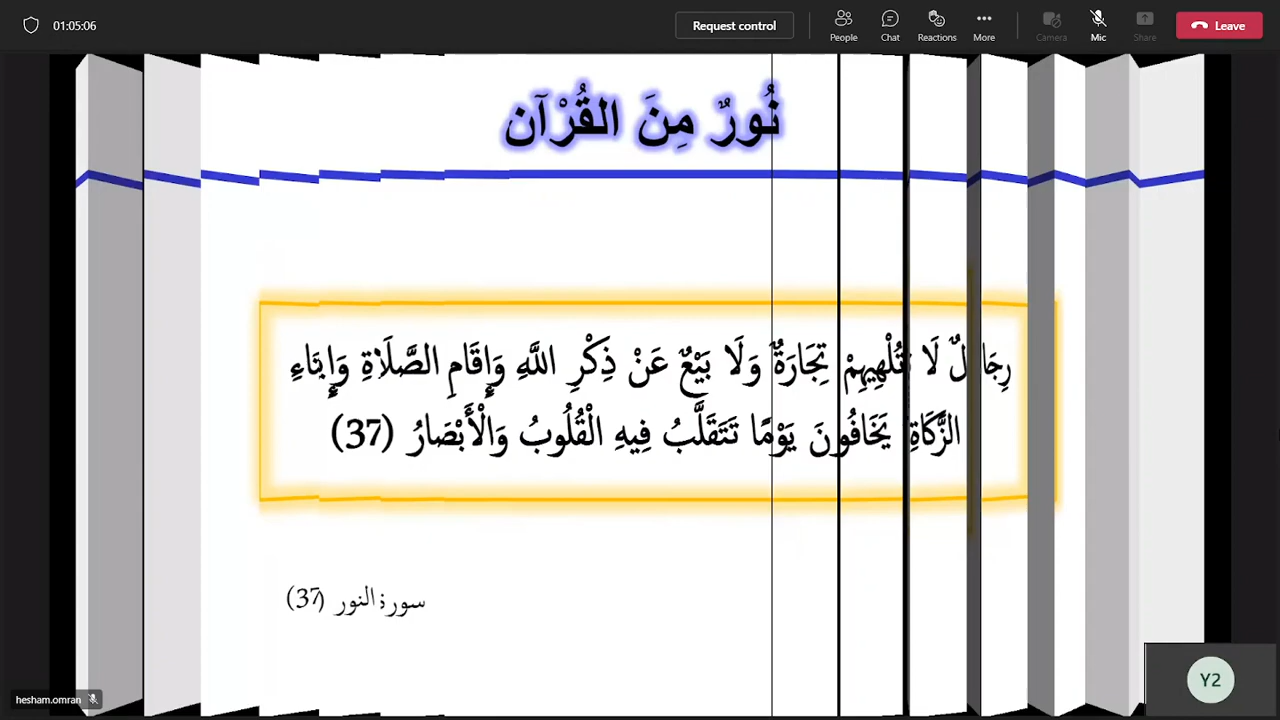 01:05:06
Request control
People
Chat
Reactions
More
Camera
Mic
Share
Leave
نُورٌ مِنَ القُرْآن
رِجَالٌ لَا تُلْهِيهِمْ تِجَارَةٌ وَلَا بَيْعٌ عَنْ ذِكْرِ اللَّهِ وَإِقَامِ الصَّلَاةِ وَإِيتَاءِ
الزَّكَاةِ يَخَافُونَ يَوْمًا تَتَقَلَّبُ فِيهِ الْقُلُوبُ وَالْأَبْصَارُ (37)
سورة النور (37)
hesham.omran
Y2